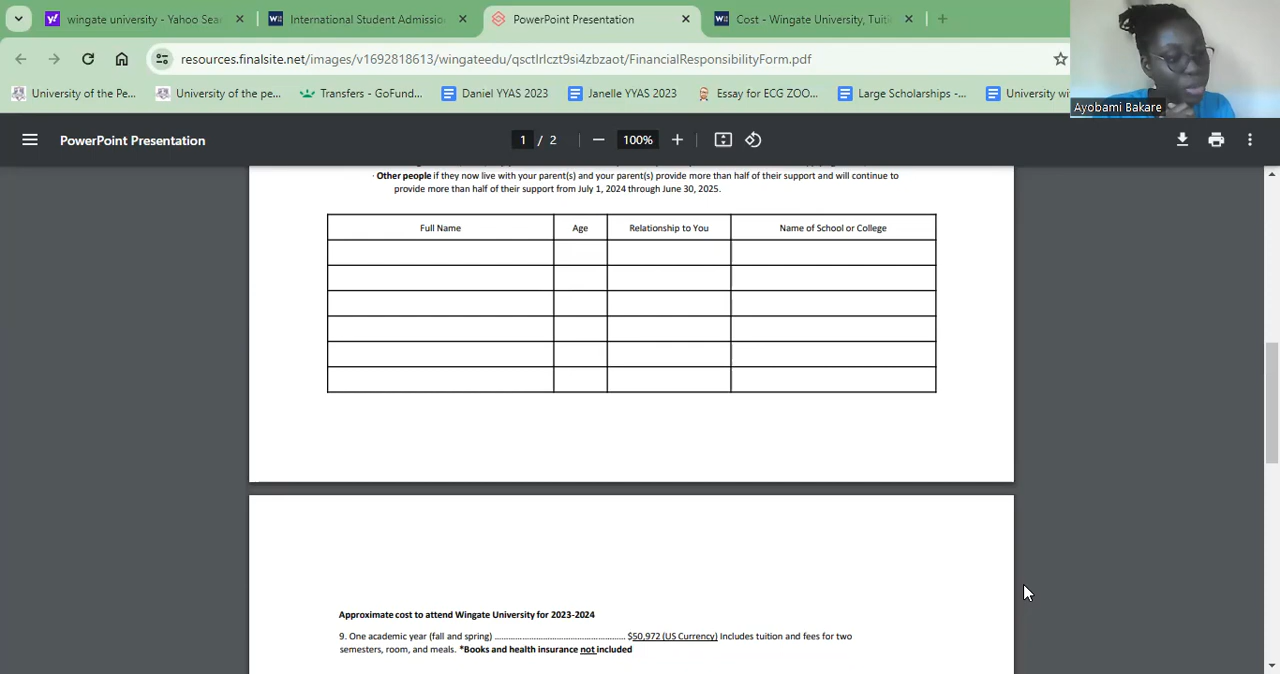 wingate university - Yahoo Sea
International Student Admissio
PowerPoint Presentation
Cost - Wingate University, Tuiti
resources.finalsite.net/images/v1692818613/wingateedu/qsctlrlczt9si4zbzaot/FinancialResponsibilityForm.pdf
University of the Pe...
University of the pe...
Transfers - GoFund...
Daniel YYAS 2023
Janelle YYAS 2023
Essay for ECG ZOO...
Large Scholarships -...
University wi
Ayobami Bakare
PowerPoint Presentation
1 / 2
100%
· Other people if they now live with your parent(s) and your parent(s) provide more than half of their support and will continue to
provide more than half of their support from July 1, 2024 through June 30, 2025.
Full Name Age Relationship to You Name of School or College
Approximate cost to attend Wingate University for 2023-2024
9. One academic year (fall and spring) ................................................ $50,972 (US Currency) Includes tuition and fees for two
semesters, room, and meals. *Books and health insurance not included